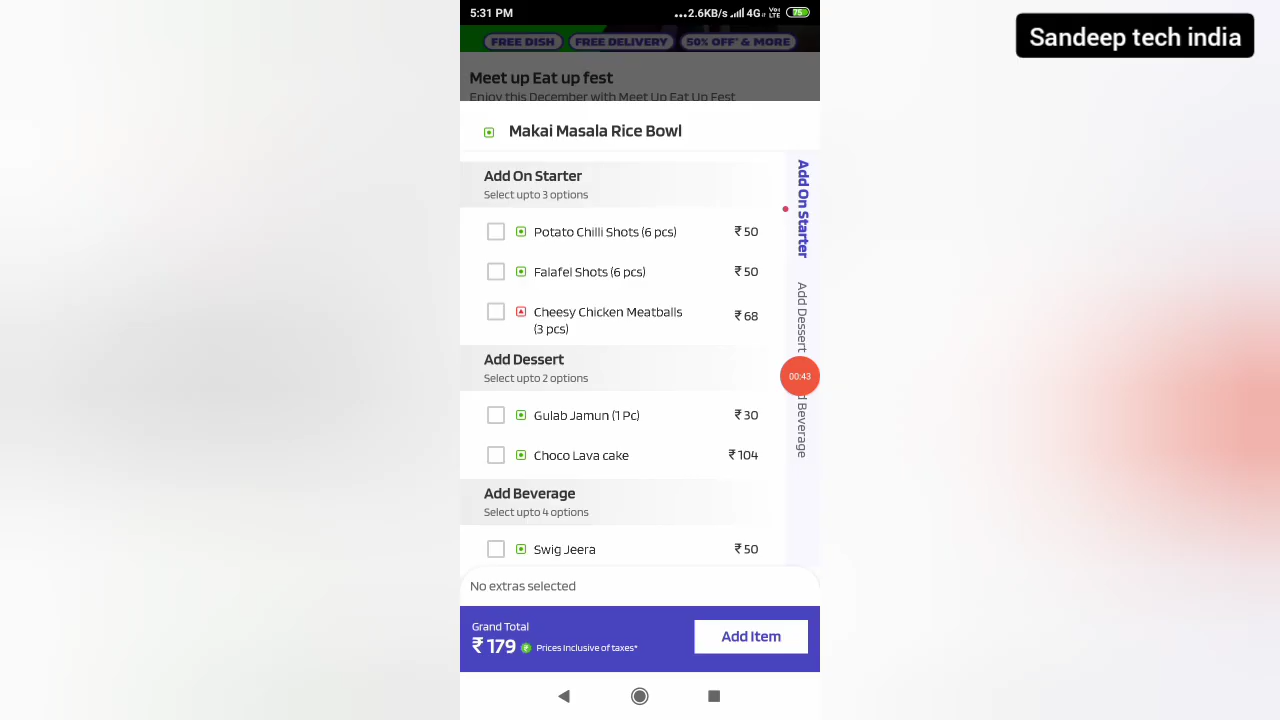 5:31 PM
...2.6KB/s 4G Vo LTE 75
Sandeep tech india
FREE DISH FREE DELIVERY 50% OFF* & MORE
Meet up Eat up fest
Enjoy this December with Meet Up Eat Up Fest
Makai Masala Rice Bowl
Add On Starter
Select upto 3 options
Potato Chilli Shots (6 pcs) ₹ 50
Falafel Shots (6 pcs) ₹ 50
Cheesy Chicken Meatballs
(3 pcs) ₹ 68
Add Dessert
Select upto 2 options
Gulab Jamun (1 Pc) ₹ 30
Choco Lava cake ₹ 104
Add Beverage
Select upto 4 options
Swig Jeera ₹ 50
Add On Starter
Add Dessert
00:43
d Beverage
No extras selected
Grand Total
₹ 179 Prices Inclusive of taxes*
Add Item